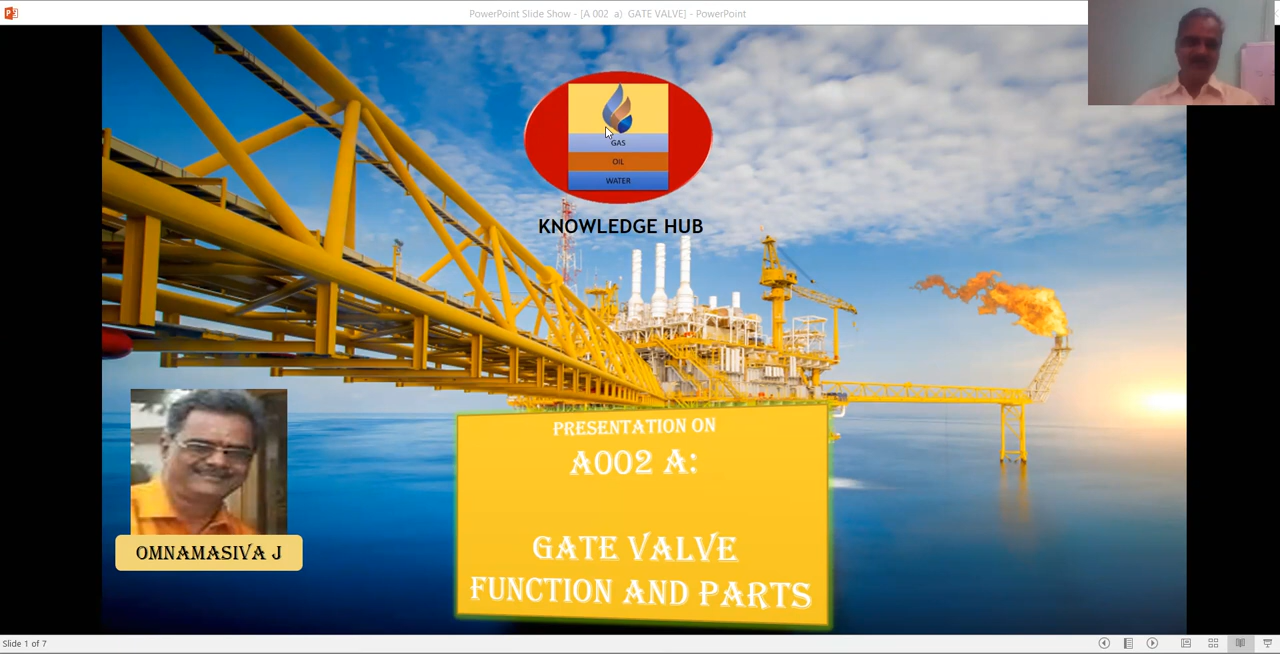 PowerPoint Slide Show - [A 002 a) GATE VALVE] - PowerPoint
GAS
OIL
WATER
KNOWLEDGE HUB
OMNAMASIVA J
PRESENTATION ON
A002 A:
GATE VALVE
FUNCTION AND PARTS
Slide 1 of 7